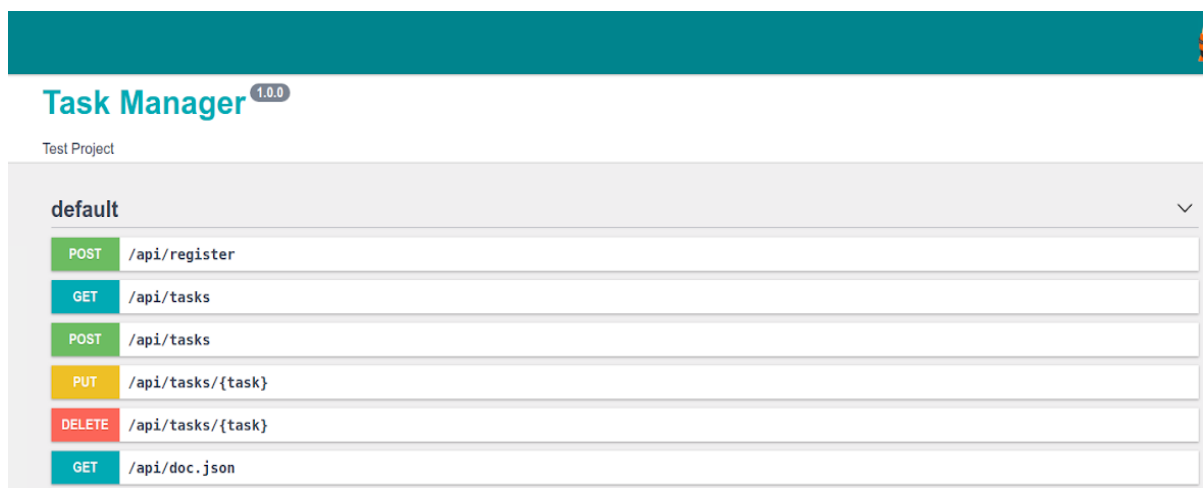 Task Manager 1.0.0
Test Project
default
POST /api/register
GET /api/tasks
POST /api/tasks
PUT /api/tasks/{task}
DELETE /api/tasks/{task}
GET /api/doc.json